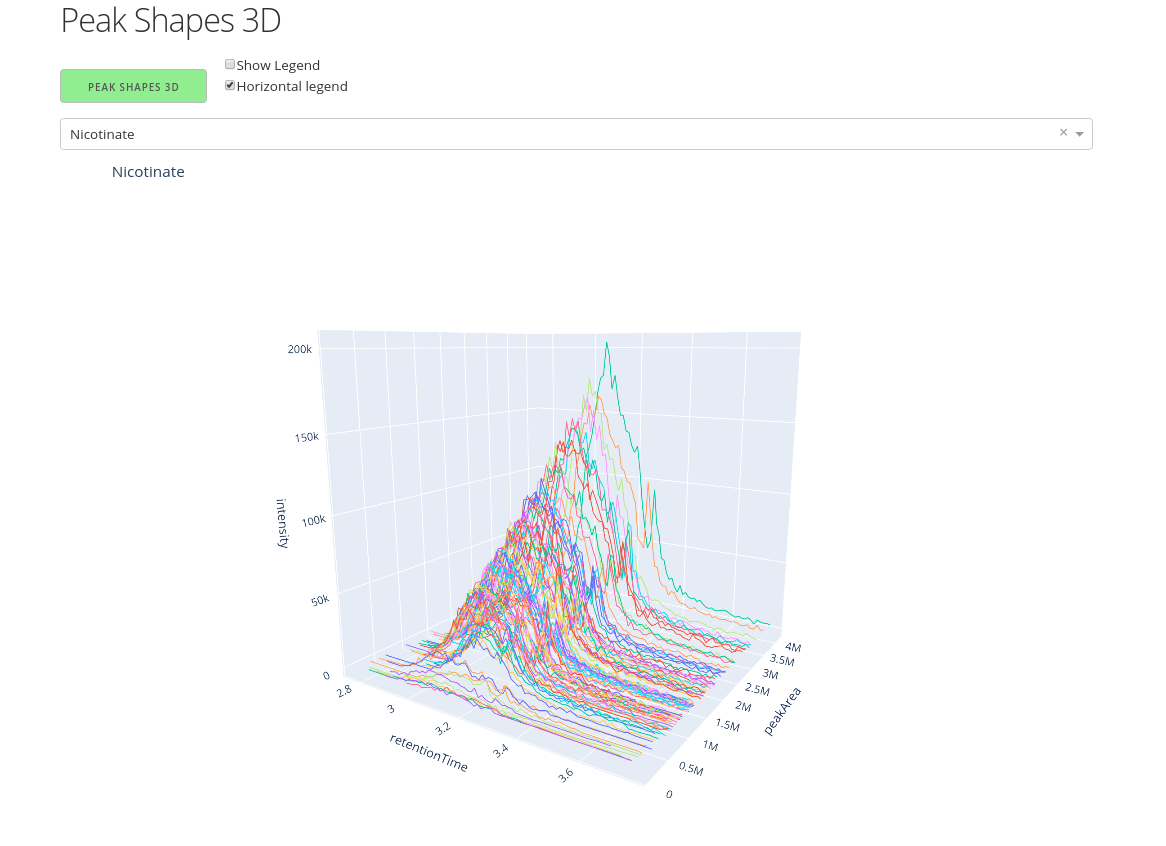 Peak Shapes 3D
Show Legend
PEAK SHAPES 3D
Horizontal legend
Nicotinate
×
Nicotinate
200k
150k
100k
50k
0
intensity
2.8
3
3.2
3.4
3.6
retentionTime
4M
3.5M
3M
2.5M
2M
1.5M
1M
0.5M
0
peakArea